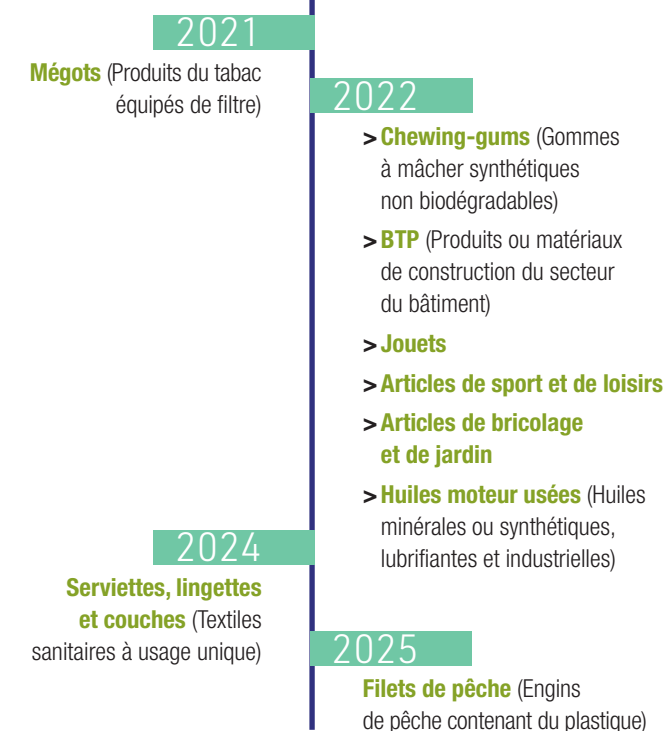 2021
Mégots (Produits du tabac
équipés de filtre)
2022
> Chewing-gums (Gommes
à mâcher synthétiques
non biodégradables)
> BTP (Produits ou matériaux
de construction du secteur
du bâtiment)
> Jouets
> Articles de sport et de loisirs
> Articles de bricolage
et de jardin
> Huiles moteur usées (Huiles
minérales ou synthétiques,
lubrifiantes et industrielles)
2024
Serviettes, lingettes
et couches (Textiles
sanitaires à usage unique)
2025
Filets de pêche (Engins
de pêche contenant du plastique)